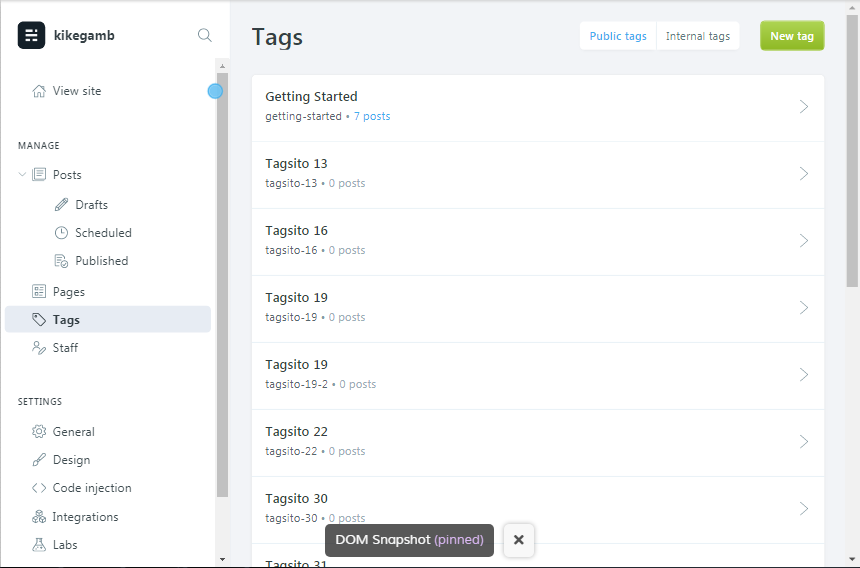 kikegamb
View site
MANAGE
Posts
Drafts
Scheduled
Published
Pages
Tags
Staff
SETTINGS
General
Design
Code injection
Integrations
Labs
Tags
Public tags
Internal tags
New tag
Getting Started
getting-started • 7 posts
Tagsito 13
tagsito-13 • 0 posts
Tagsito 16
tagsito-16 • 0 posts
Tagsito 19
tagsito-19 • 0 posts
Tagsito 19
tagsito-19-2 • 0 posts
Tagsito 22
tagsito-22 • 0 posts
Tagsito 30
tagsito-30 • 0 posts
Tagsito 31
DOM Snapshot (pinned)